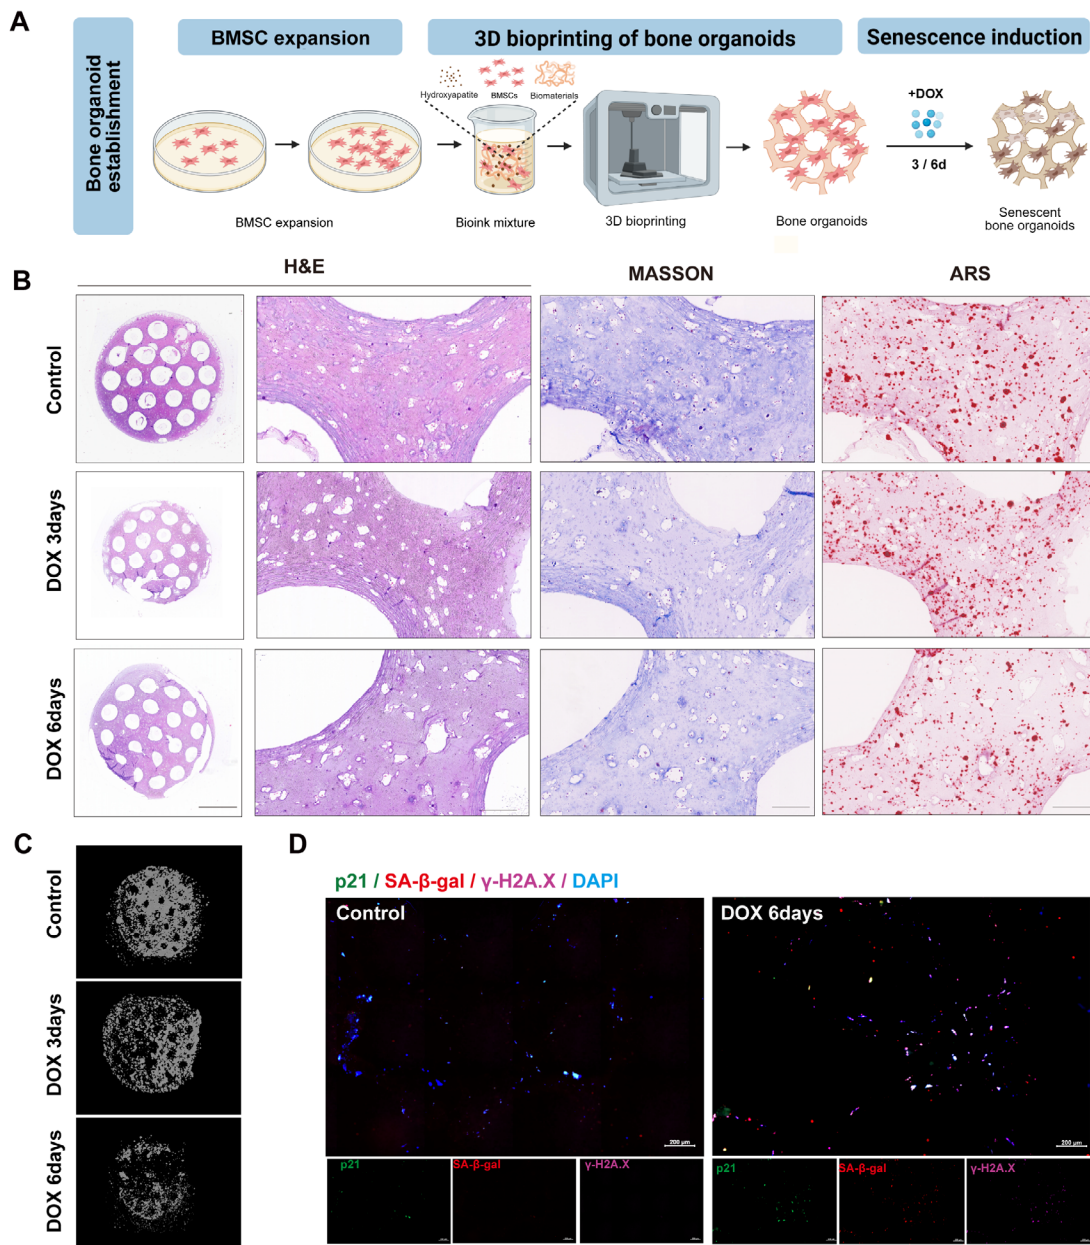 A
Bone organoid
establishment
BMSC expansion
3D bioprinting of bone organoids
Senescence induction
Hydroxyapatite
BMSCs
Biomaterials
+DOX
3 / 6d
BMSC expansion
Bioink mixture
3D bioprinting
Bone organoids
Senescent
bone organoids
B
H&E
MASSON
ARS
Control
DOX 3days
DOX 6days
C
Control
DOX 3days
DOX 6days
D
p21 / SA-β-gal / γ-H2A.X / DAPI
Control
200 μm
DOX 6days
200 μm
p21
SA-β-gal
γ-H2A.X
p21
SA-β-gal
γ-H2A.X